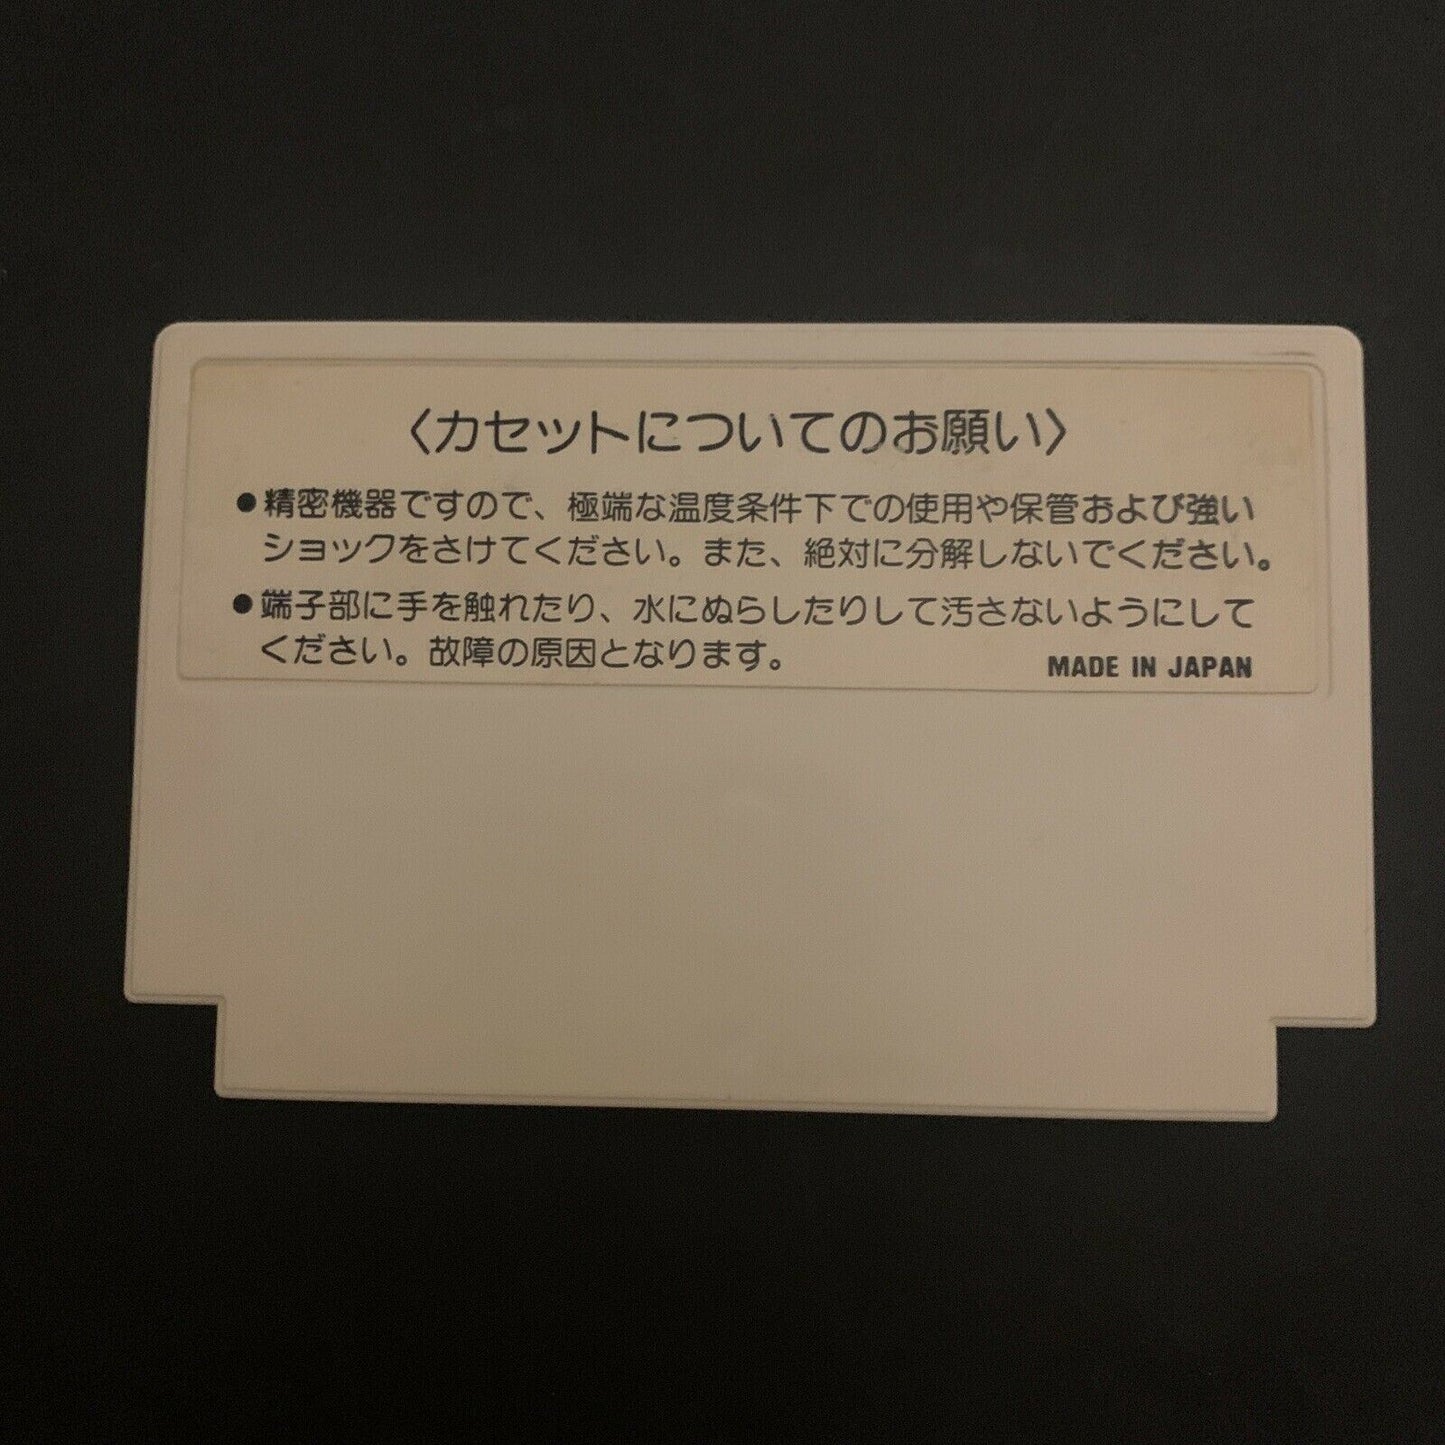 〈カセットについてのお願い〉
●精密機器ですので、極端な温度条件下での使用や保管および強い
ショックをさけてください。また、絶対に分解しないでください。
●端子部に手を触れたり、水にぬらしたりして汚さないようにして
ください。故障の原因となります。
MADE IN JAPAN